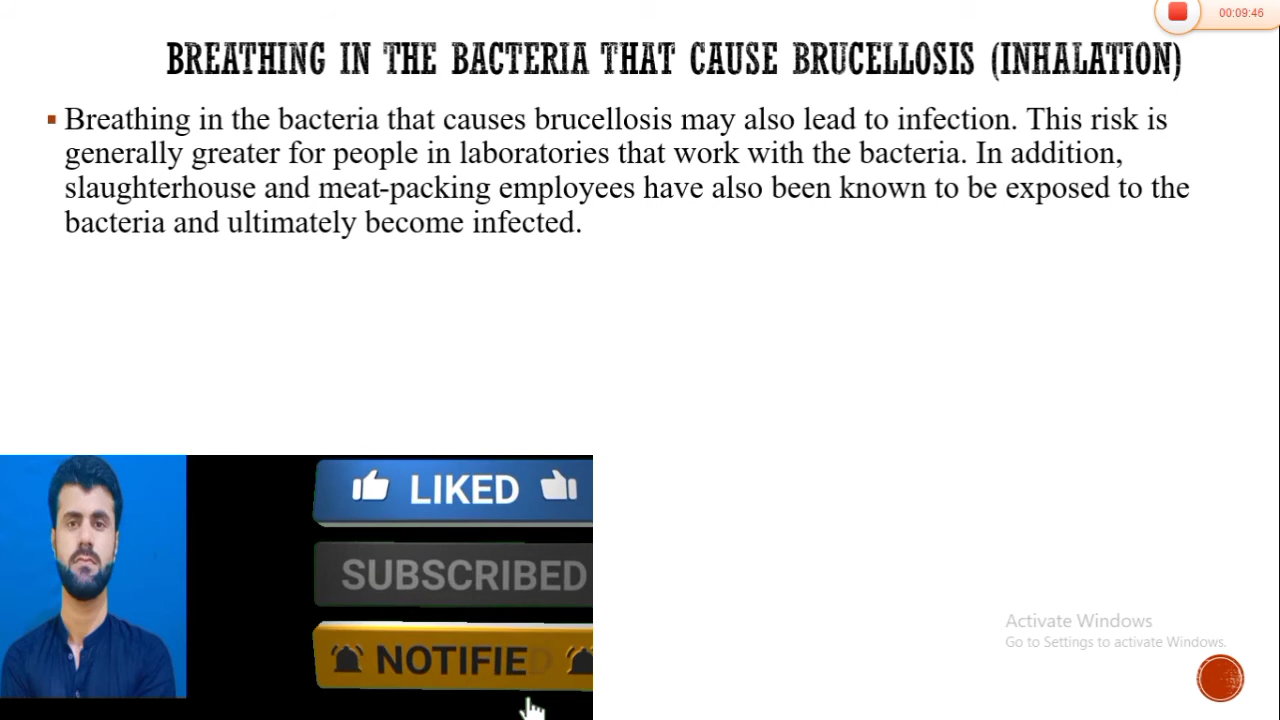 00:09:46
BREATHING IN THE BACTERIA THAT CAUSE BRUCELLOSIS (INHALATION)
Breathing in the bacteria that causes brucellosis may also lead to infection. This risk is
generally greater for people in laboratories that work with the bacteria. In addition,
slaughterhouse and meat-packing employees have also been known to be exposed to the
bacteria and ultimately become infected.
LIKED
SUBSCRIBED
NOTIFIED
Activate Windows
Go to Settings to activate Windows.